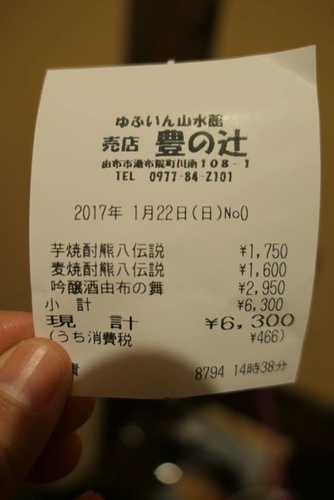 ゆふいん山水館
売店 豊の辻
由布市湯布院町川南108-1
TEL 0977-84-2101
2017年 1月22日(日)No0
芋焼酎熊八伝説 ¥1,750
麦焼酎熊八伝説 ¥1,600
吟醸酒由布の舞 ¥2,950
小 計 ¥6,300
現 計 ¥6,300
(うち消費税 ¥466)
8794 14時38分